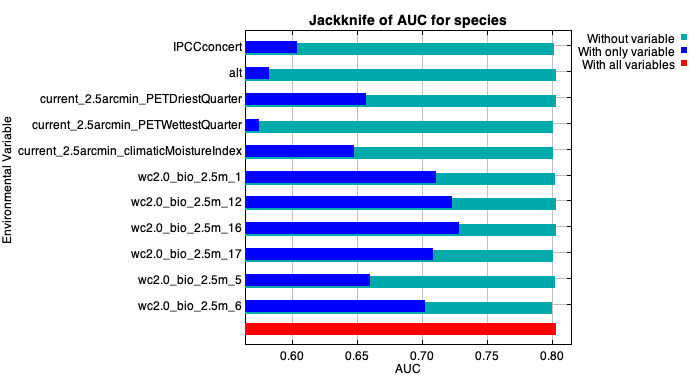 Jackknife of AUC for species
Without variable
With only variable
With all variables
Environmental Variable
IPCCconcert
alt
current_2.5arcmin_PETDriestQuarter
current_2.5arcmin_PETWettestQuarter
current_2.5arcmin_climaticMoistureIndex
wc2.0_bio_2.5m_1
wc2.0_bio_2.5m_12
wc2.0_bio_2.5m_16
wc2.0_bio_2.5m_17
wc2.0_bio_2.5m_5
wc2.0_bio_2.5m_6
0.60 0.65 0.70 0.75 0.80
AUC